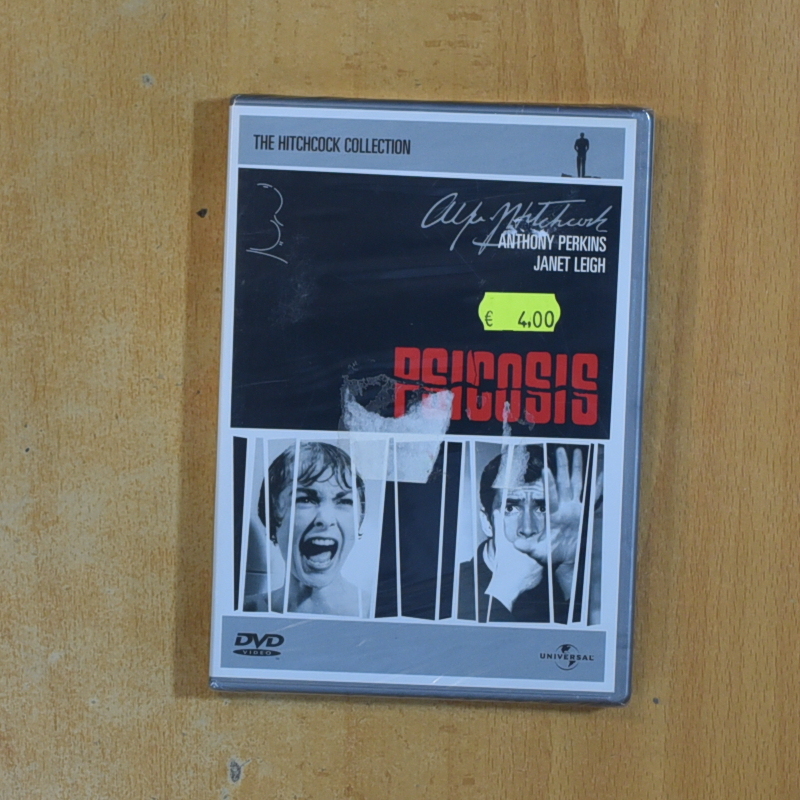 THE HITCHCOCK COLLECTION
Alfred Hitchcock
ANTHONY PERKINS
JANET LEIGH
€ 4,00
PSICOSIS
DVD
VIDEO
UNIVERSAL